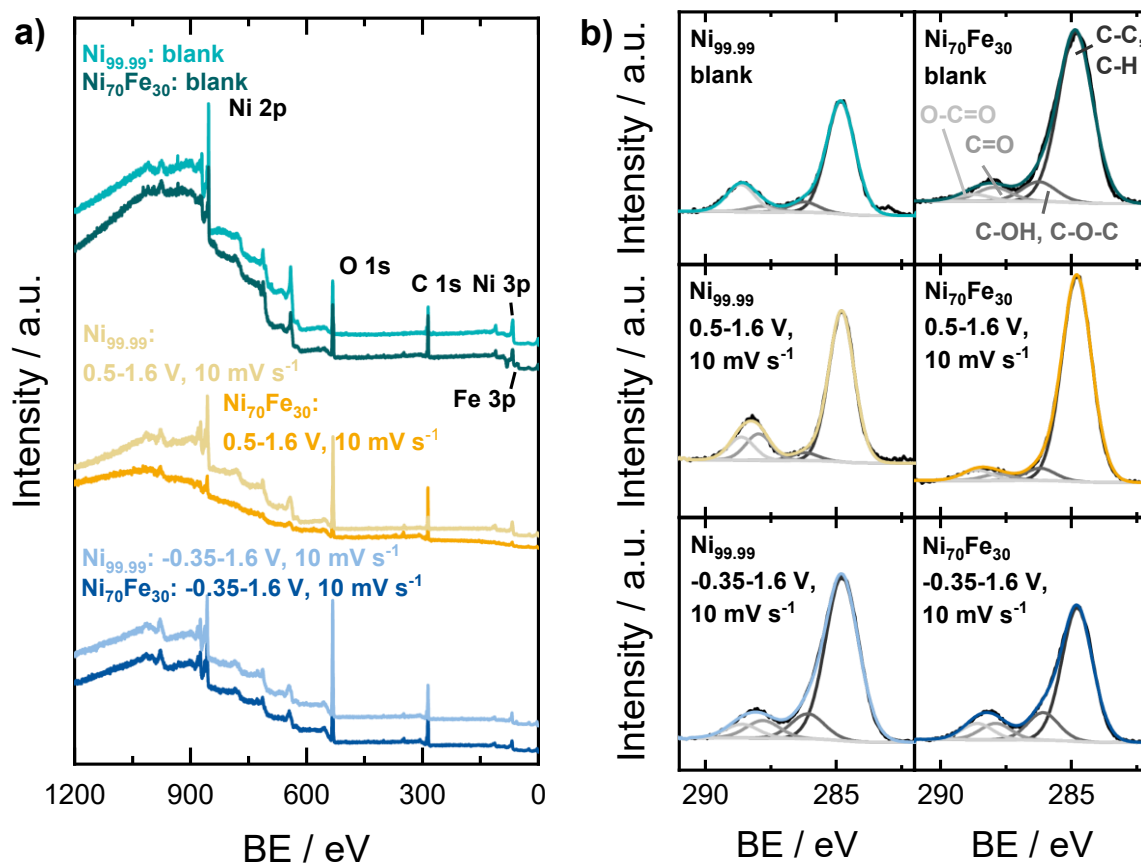 a)
Ni99.99: blank
Ni70Fe30: blank
Ni 2p
O 1s
C 1s
Ni 3p
Fe 3p
Ni99.99:
0.5-1.6 V, 10 mV s-1
Ni70Fe30:
0.5-1.6 V, 10 mV s-1
Ni99.99: -0.35-1.6 V, 10 mV s-1
Ni70Fe30: -0.35-1.6 V, 10 mV s-1
Intensity / a.u.
1200
900
600
300
0
BE / eV
b)
Ni99.99
blank
Ni70Fe30
blank
C-C,
C-H
O-C=O
C=O
C-OH, C-O-C
Intensity / a.u.
Ni99.99
0.5-1.6 V,
10 mV s-1
Ni70Fe30
0.5-1.6 V,
10 mV s-1
Intensity / a.u.
Ni99.99
-0.35-1.6 V,
10 mV s-1
Ni70Fe30
-0.35-1.6 V,
10 mV s-1
Intensity / a.u.
290
285
290
285
BE / eV
BE / eV